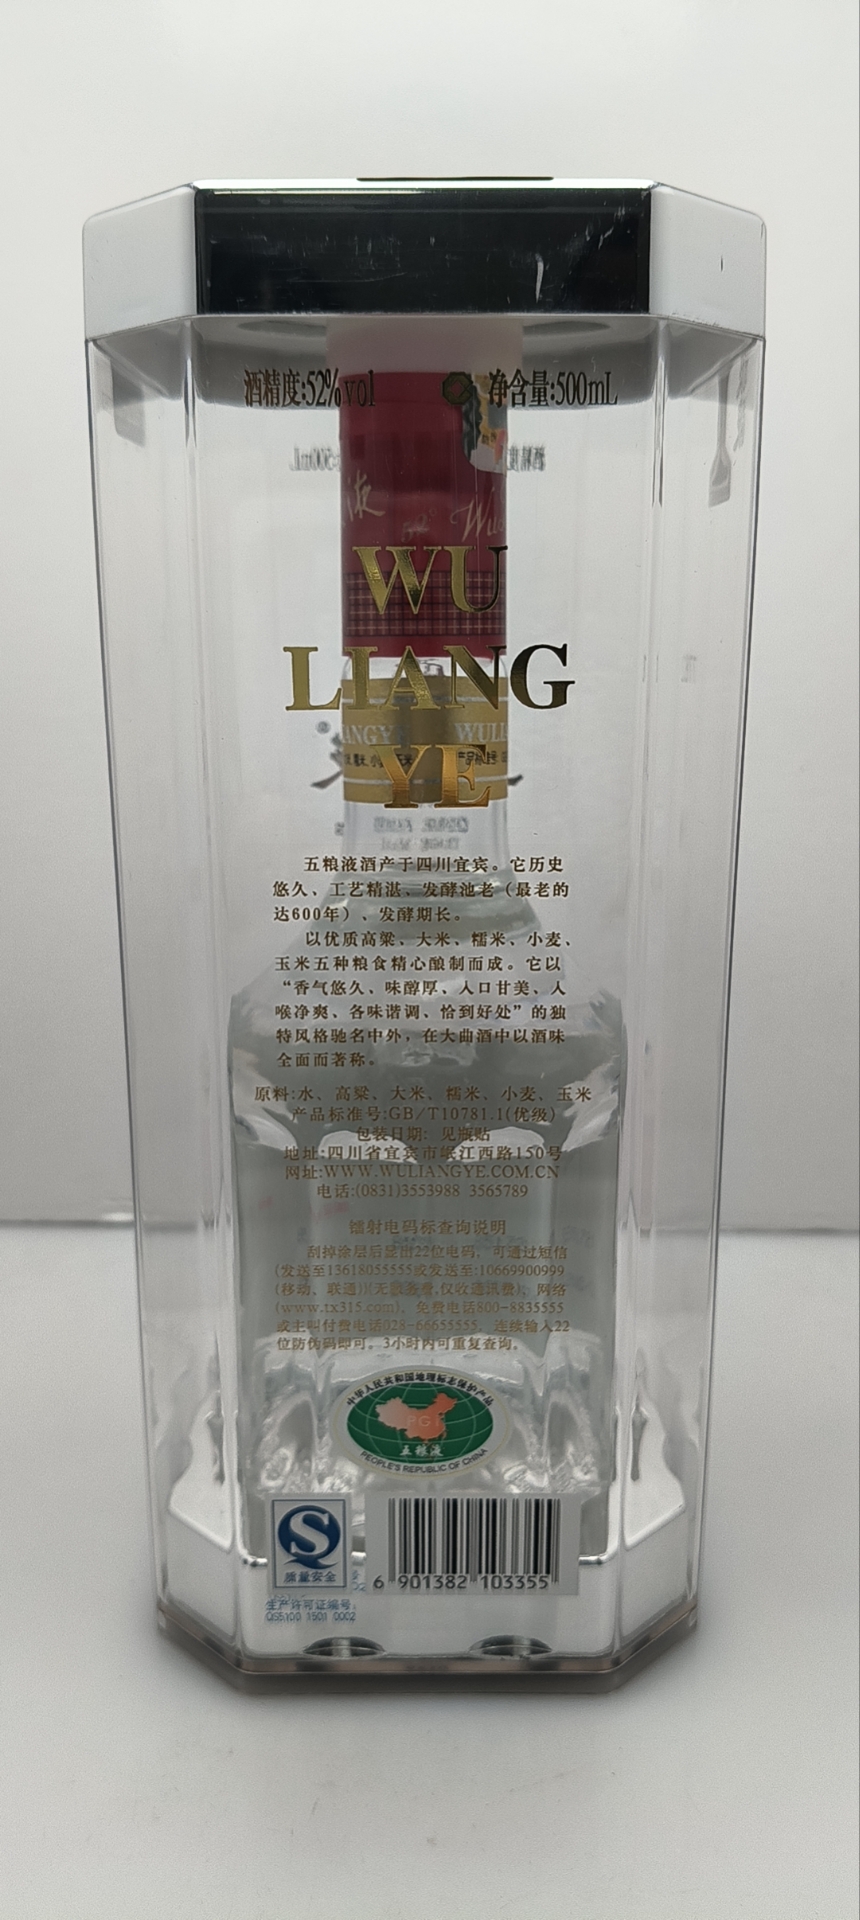 酒精度:52%vol 净含量:500mL
WU
LIANG
YE
五粮液酒产于四川宜宾。它历史
悠久、工艺精湛、发酵池老（最老的
达600年）、发酵期长。
以优质高粱、大米、糯米、小麦、
玉米五种粮食精心酿制而成。它以
“香气悠久、味醇厚、入口甘美、入
喉净爽、各味谐调、恰到好处”的独
特风格驰名中外，在大曲酒中以酒味
全面而著称。
原料:水、高粱、大米、糯米、小麦、玉米
产品标准号:GB/T10781.1(优级)
包装日期: 见瓶贴
地址:四川省宜宾市岷江西路150号
网址:WWW.WULIANGYE.COM.CN
电话:(0831)3553988 3565789
镭射电码标查询说明
刮掉涂层后显出22位电码，可通过短信
(发送至13618055555或发送至:10669900999
(移动、联通)(无服务费,仅收通讯费)，网络
(www.tx315.com)，免费电话800-8835555
或主叫付费电话028-66655555，连续输入22
位防伪码即可。3小时内可重复查询。
中华人民共和国地理标志保护产品
PGI
五粮液
PEOPLE'S REPUBLIC OF CHINA
质量安全
生产许可证编号:
QS5100 1501 0002
6 901382 103355